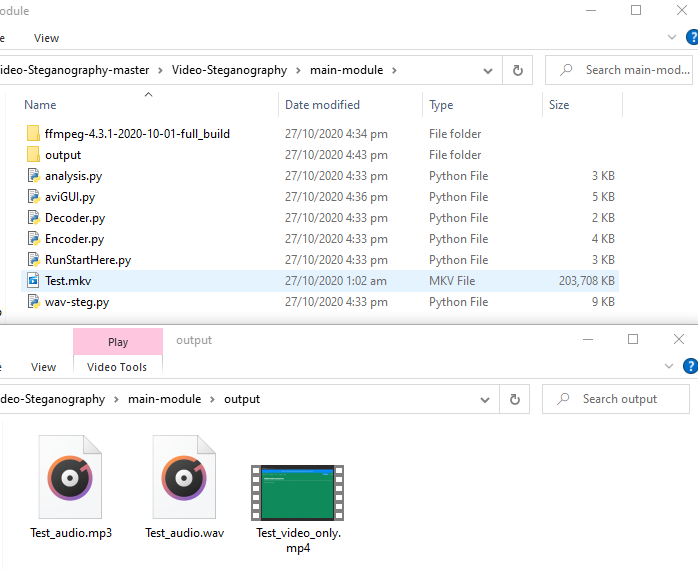 odule
e View
ideo-Steganography-master > Video-Steganography > main-module > Search main-mod...
Name Date modified Type Size
ffmpeg-4.3.1-2020-10-01-full_build 27/10/2020 4:34 pm File folder
output 27/10/2020 4:43 pm File folder
analysis.py 27/10/2020 4:33 pm Python File 3 KB
aviGUI.py 27/10/2020 4:36 pm Python File 5 KB
Decoder.py 27/10/2020 4:33 pm Python File 2 KB
Encoder.py 27/10/2020 4:33 pm Python File 4 KB
RunStartHere.py 27/10/2020 4:33 pm Python File 3 KB
Test.mkv 27/10/2020 1:02 am MKV File 203,708 KB
wav-steg.py 27/10/2020 4:33 pm Python File 9 KB
Play output
e View Video Tools
deo-Steganography > main-module > output Search output
Test_audio.mp3 Test_audio.wav Test_video_only.
mp4